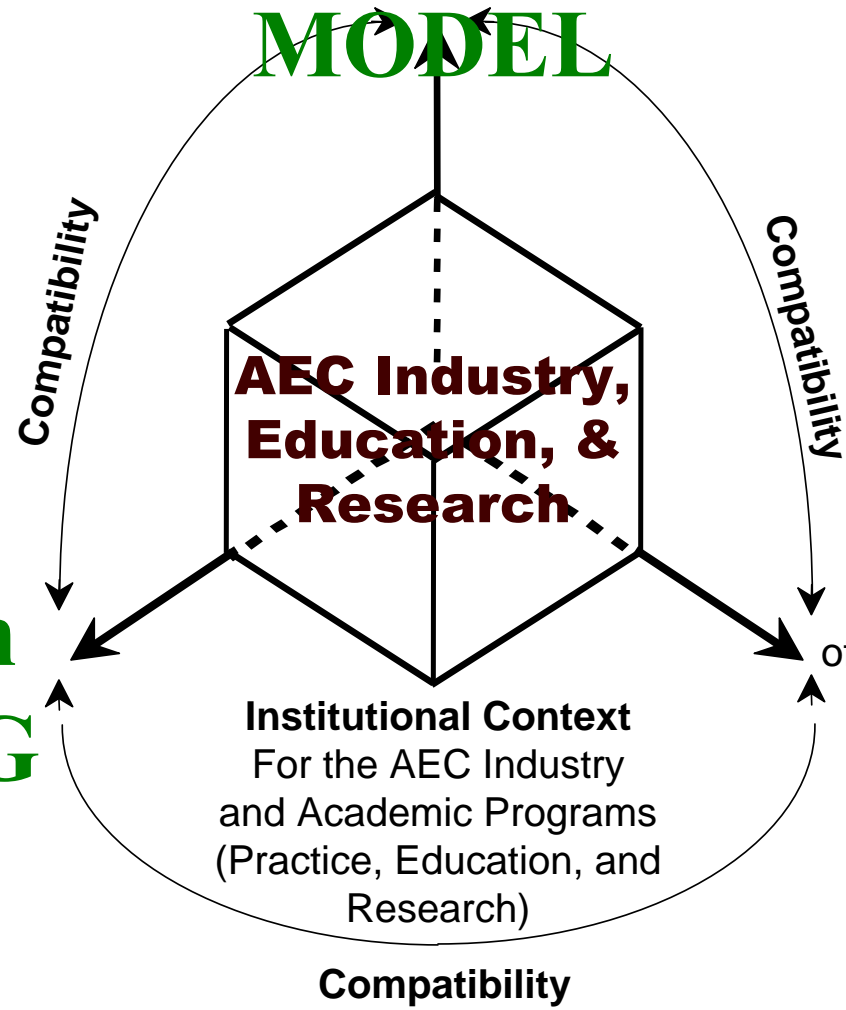 MODEL
Compatibility
Compatibility
AEC Industry,
Education, &
Research
G
Institutional Context
For the AEC Industry
and Academic Programs
(Practice, Education, and
Research)
Compatibility